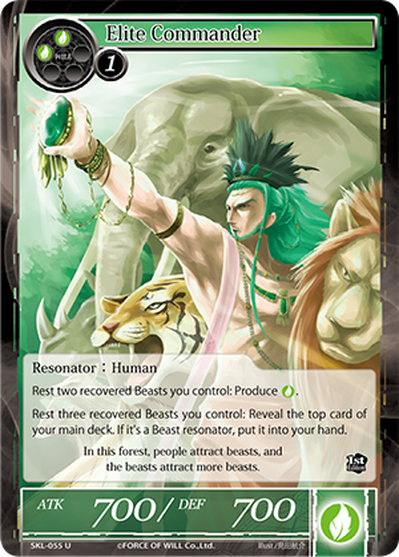 Elite Commander
WILL
1
Resonator : Human
Rest two recovered Beasts you control: Produce .
Rest three recovered Beasts you control: Reveal the top card of
your main deck. If it's a Beast resonator, put it into your hand.
In this forest, people attract beasts, and
the beasts attract more beasts.
1st
Edition
ATK 700 / DEF 700
SKL-055 U ©FORCE OF WILL Co.,Ltd. Illust/